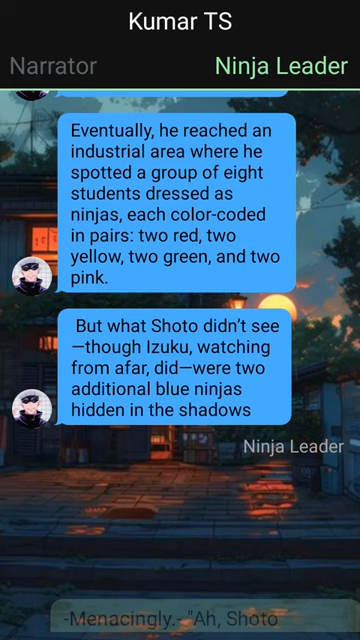 Kumar TS
Narrator
Ninja Leader
Eventually, he reached an
industrial area where he
spotted a group of eight
students dressed as
ninjas, each color-coded
in pairs: two red, two
yellow, two green, and two
pink.
But what Shoto didn’t see
—though Izuku, watching
from afar, did—were two
additional blue ninjas
hidden in the shadows
Ninja Leader
-Menacingly.- "Ah, Shoto